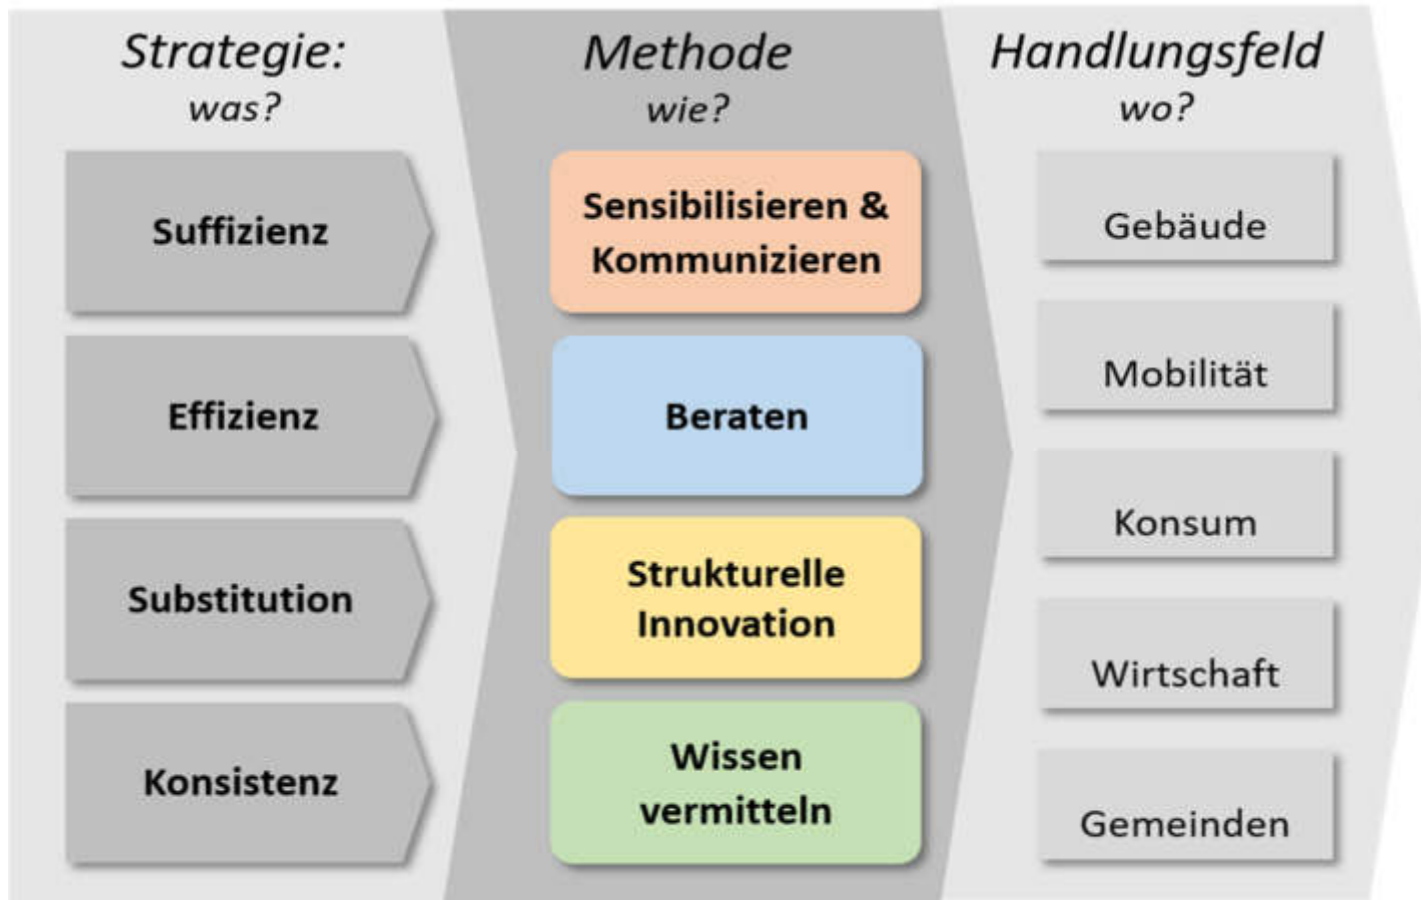 Strategie:
was?
Suffizienz
Effizienz
Substitution
Konsistenz
Methode
wie?
Sensibilisieren &
Kommunizieren
Beraten
Strukturelle
Innovation
Wissen
vermitteln
Handlungsfeld
wo?
Gebäude
Mobilität
Konsum
Wirtschaft
Gemeinden